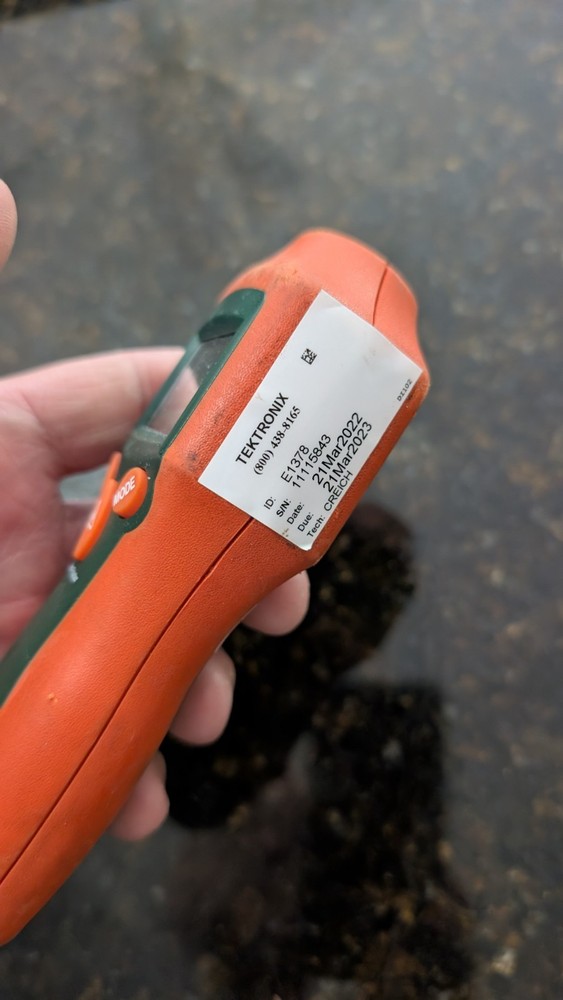 TEKTRONIX
(800) 438-8165
ID: E1378
S/N: 11115843
Date: 21Mar2022
Due: 21Mar2023
Tech: CREICH
MODE